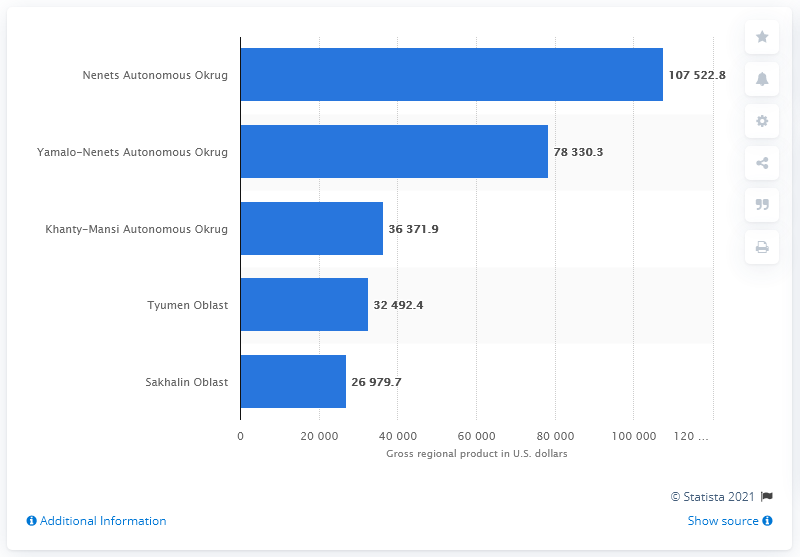 Nenets Autonomous Okrug 107 522.8
Yamalo-Nenets Autonomous Okrug 78 330.3
Khanty-Mansi Autonomous Okrug 36 371.9
Tyumen Oblast 32 492.4
Sakhalin Oblast 26 979.7
0 20 000 40 000 60 000 80 000 100 000 120 ...
Gross regional product in U.S. dollars
© Statista 2021
Additional Information Show source